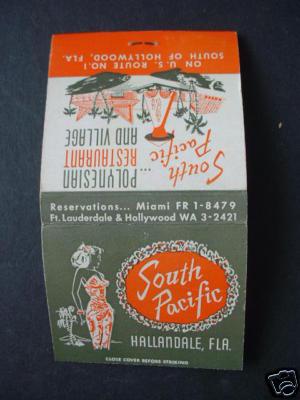 ON U.S. ROUTE NO.1
SOUTH OF HOLLYWOOD, FLA.
South
Pacific
...
POLYNESIAN
RESTAURANT
AND VILLAGE
Reservations... Miami FR 1-8479
Ft. Lauderdale & Hollywood WA 3-2421
South
Pacific
HALLANDALE, FLA.
CLOSE COVER BEFORE STRIKING
ebY